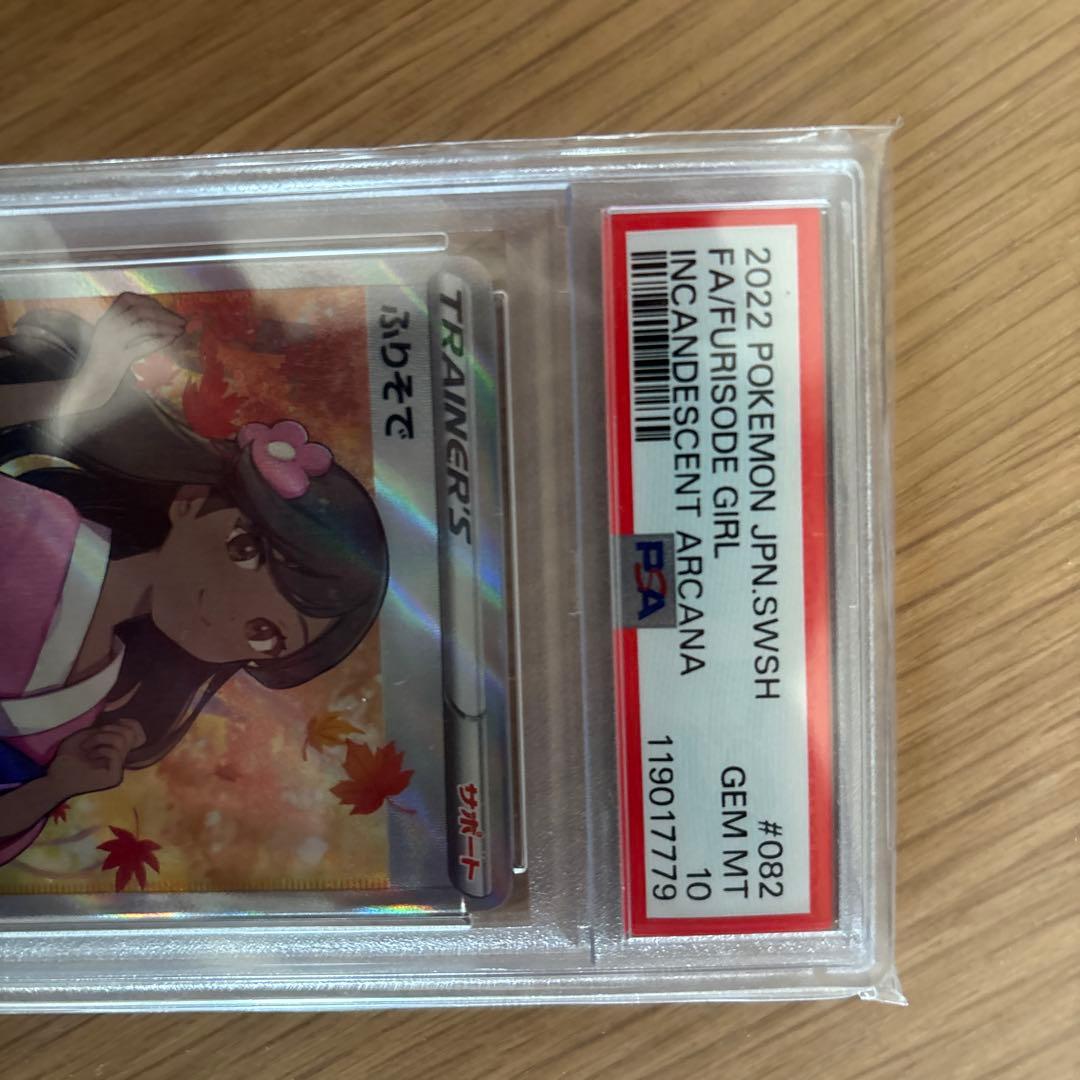 2022 POKEMON JPN.SWSH #082
FA/FURISODE GIRL GEM MT
INCANDESCENT ARCANA 10
119017779
PSA
TRAINER'S サポート
ふりそで